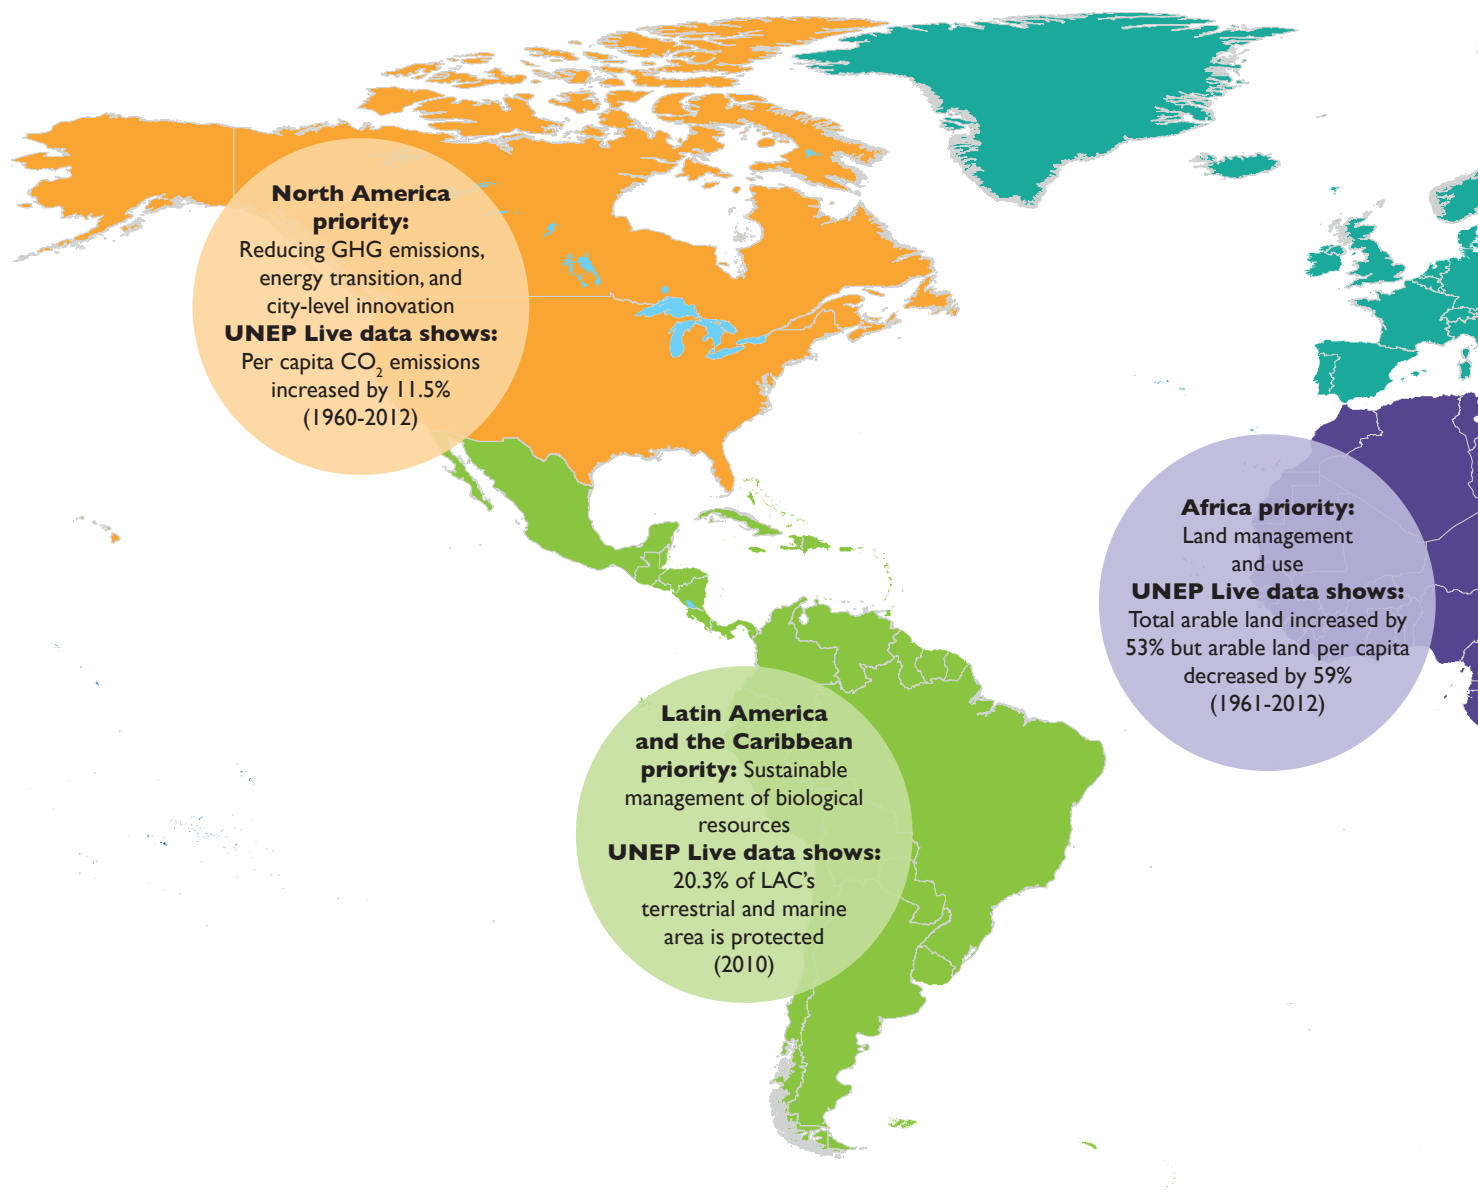 North America
priority:
Reducing GHG emissions,
energy transition, and
city-level innovation
UNEP Live data shows:
Per capita CO₂ emissions
increased by 11.5%
(1960-2012)
Africa priority:
Land management
and use
UNEP Live data shows:
Total arable land increased by
53% but arable land per capita
decreased by 59%
(1961-2012)
Latin America
and the Caribbean
priority: Sustainable
management of biological
resources
UNEP Live data shows:
20.3% of LAC’s
terrestrial and marine
area is protected
(2010)